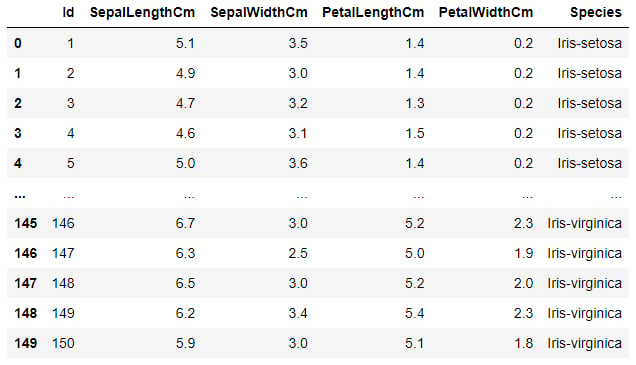 Id SepalLengthCm SepalWidthCm PetalLengthCm PetalWidthCm Species
0 1 5.1 3.5 1.4 0.2 Iris-setosa
1 2 4.9 3.0 1.4 0.2 Iris-setosa
2 3 4.7 3.2 1.3 0.2 Iris-setosa
3 4 4.6 3.1 1.5 0.2 Iris-setosa
4 5 5.0 3.6 1.4 0.2 Iris-setosa
... ... ... ... ... ... ...
145 146 6.7 3.0 5.2 2.3 Iris-virginica
146 147 6.3 2.5 5.0 1.9 Iris-virginica
147 148 6.5 3.0 5.2 2.0 Iris-virginica
148 149 6.2 3.4 5.4 2.3 Iris-virginica
149 150 5.9 3.0 5.1 1.8 Iris-virginica